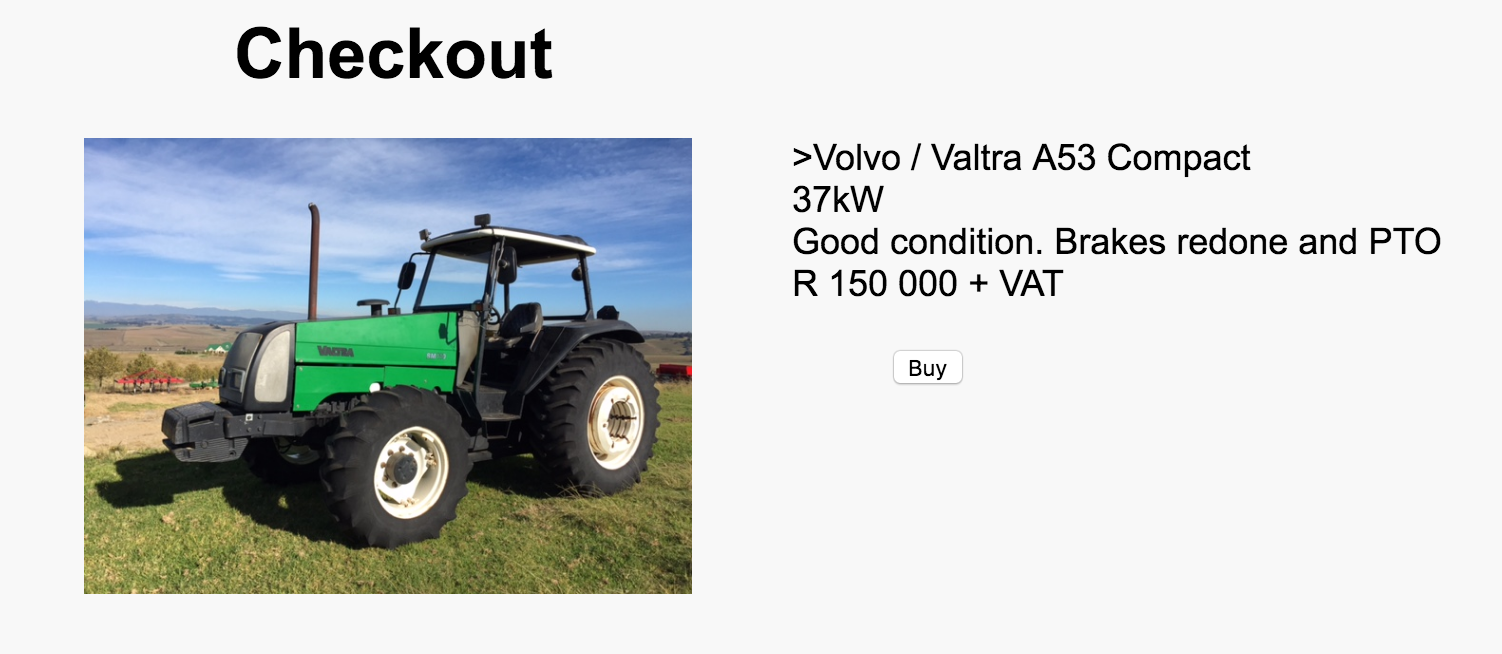 Checkout
VALTRA
>Volvo / Valtra A53 Compact
37kW
Good condition. Brakes redone and PTO
R 150 000 + VAT
Buy